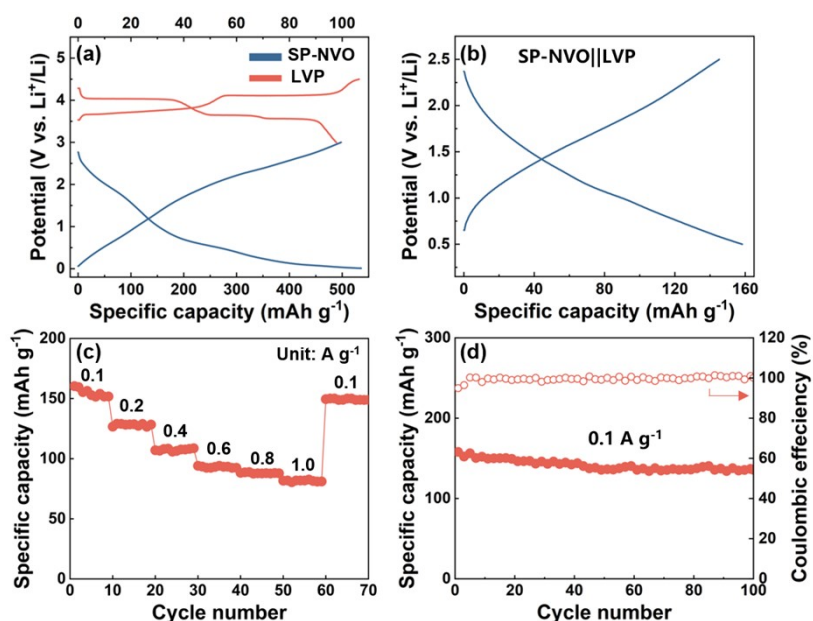 0 20 40 60 80 100
(a)
SP-NVO
LVP
5
4
3
2
1
0
Potential (V vs. Li⁺/Li)
0 100 200 300 400 500
Specific capacity (mAh g⁻¹)
(b)
SP-NVO||LVP
2.5
2.0
1.5
1.0
0.5
Potential (V vs. Li⁺/Li)
0 40 80 120 160
Specific capacity (mAh g⁻¹)
(c)
Unit: A g⁻¹
200
150
100
50
0
Specific capacity (mAh g⁻¹)
0.1
0.2
0.4
0.6
0.8
1.0
0.1
0 10 20 30 40 50 60 70
Cycle number
(d)
300
200
100
0
Specific capacity (mAh g⁻¹)
0.1 A g⁻¹
120
100
80
60
40
20
0
Coulombic effeciency (%)
0 20 40 60 80 100
Cycle number